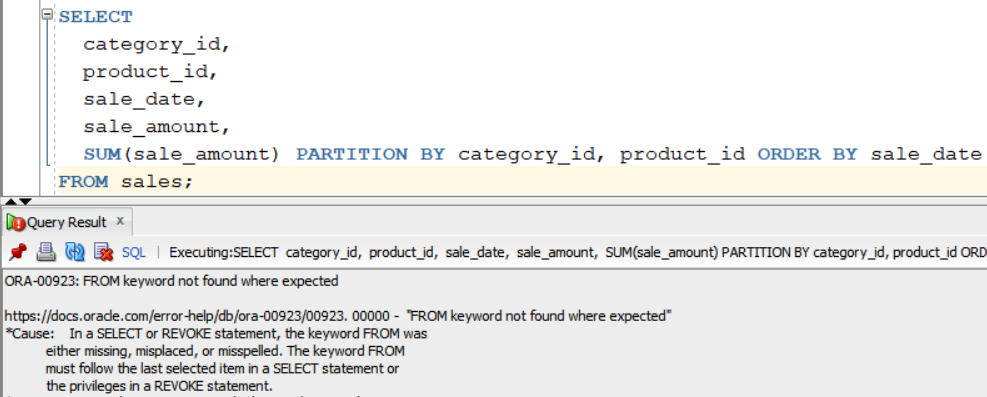 SELECT
category_id,
product_id,
sale_date,
sale_amount,
SUM(sale_amount) PARTITION BY category_id, product_id ORDER BY sale_date
FROM sales;
Query Result x
SQL | Executing:SELECT category_id, product_id, sale_date, sale_amount, SUM(sale_amount) PARTITION BY category_id, product_id ORD
ORA-00923: FROM keyword not found where expected
https://docs.oracle.com/error-help/db/ora-00923/00923. 00000 - "FROM keyword not found where expected"
*Cause: In a SELECT or REVOKE statement, the keyword FROM was
either missing, misplaced, or misspelled. The keyword FROM
must follow the last selected item in a SELECT statement or
the privileges in a REVOKE statement.